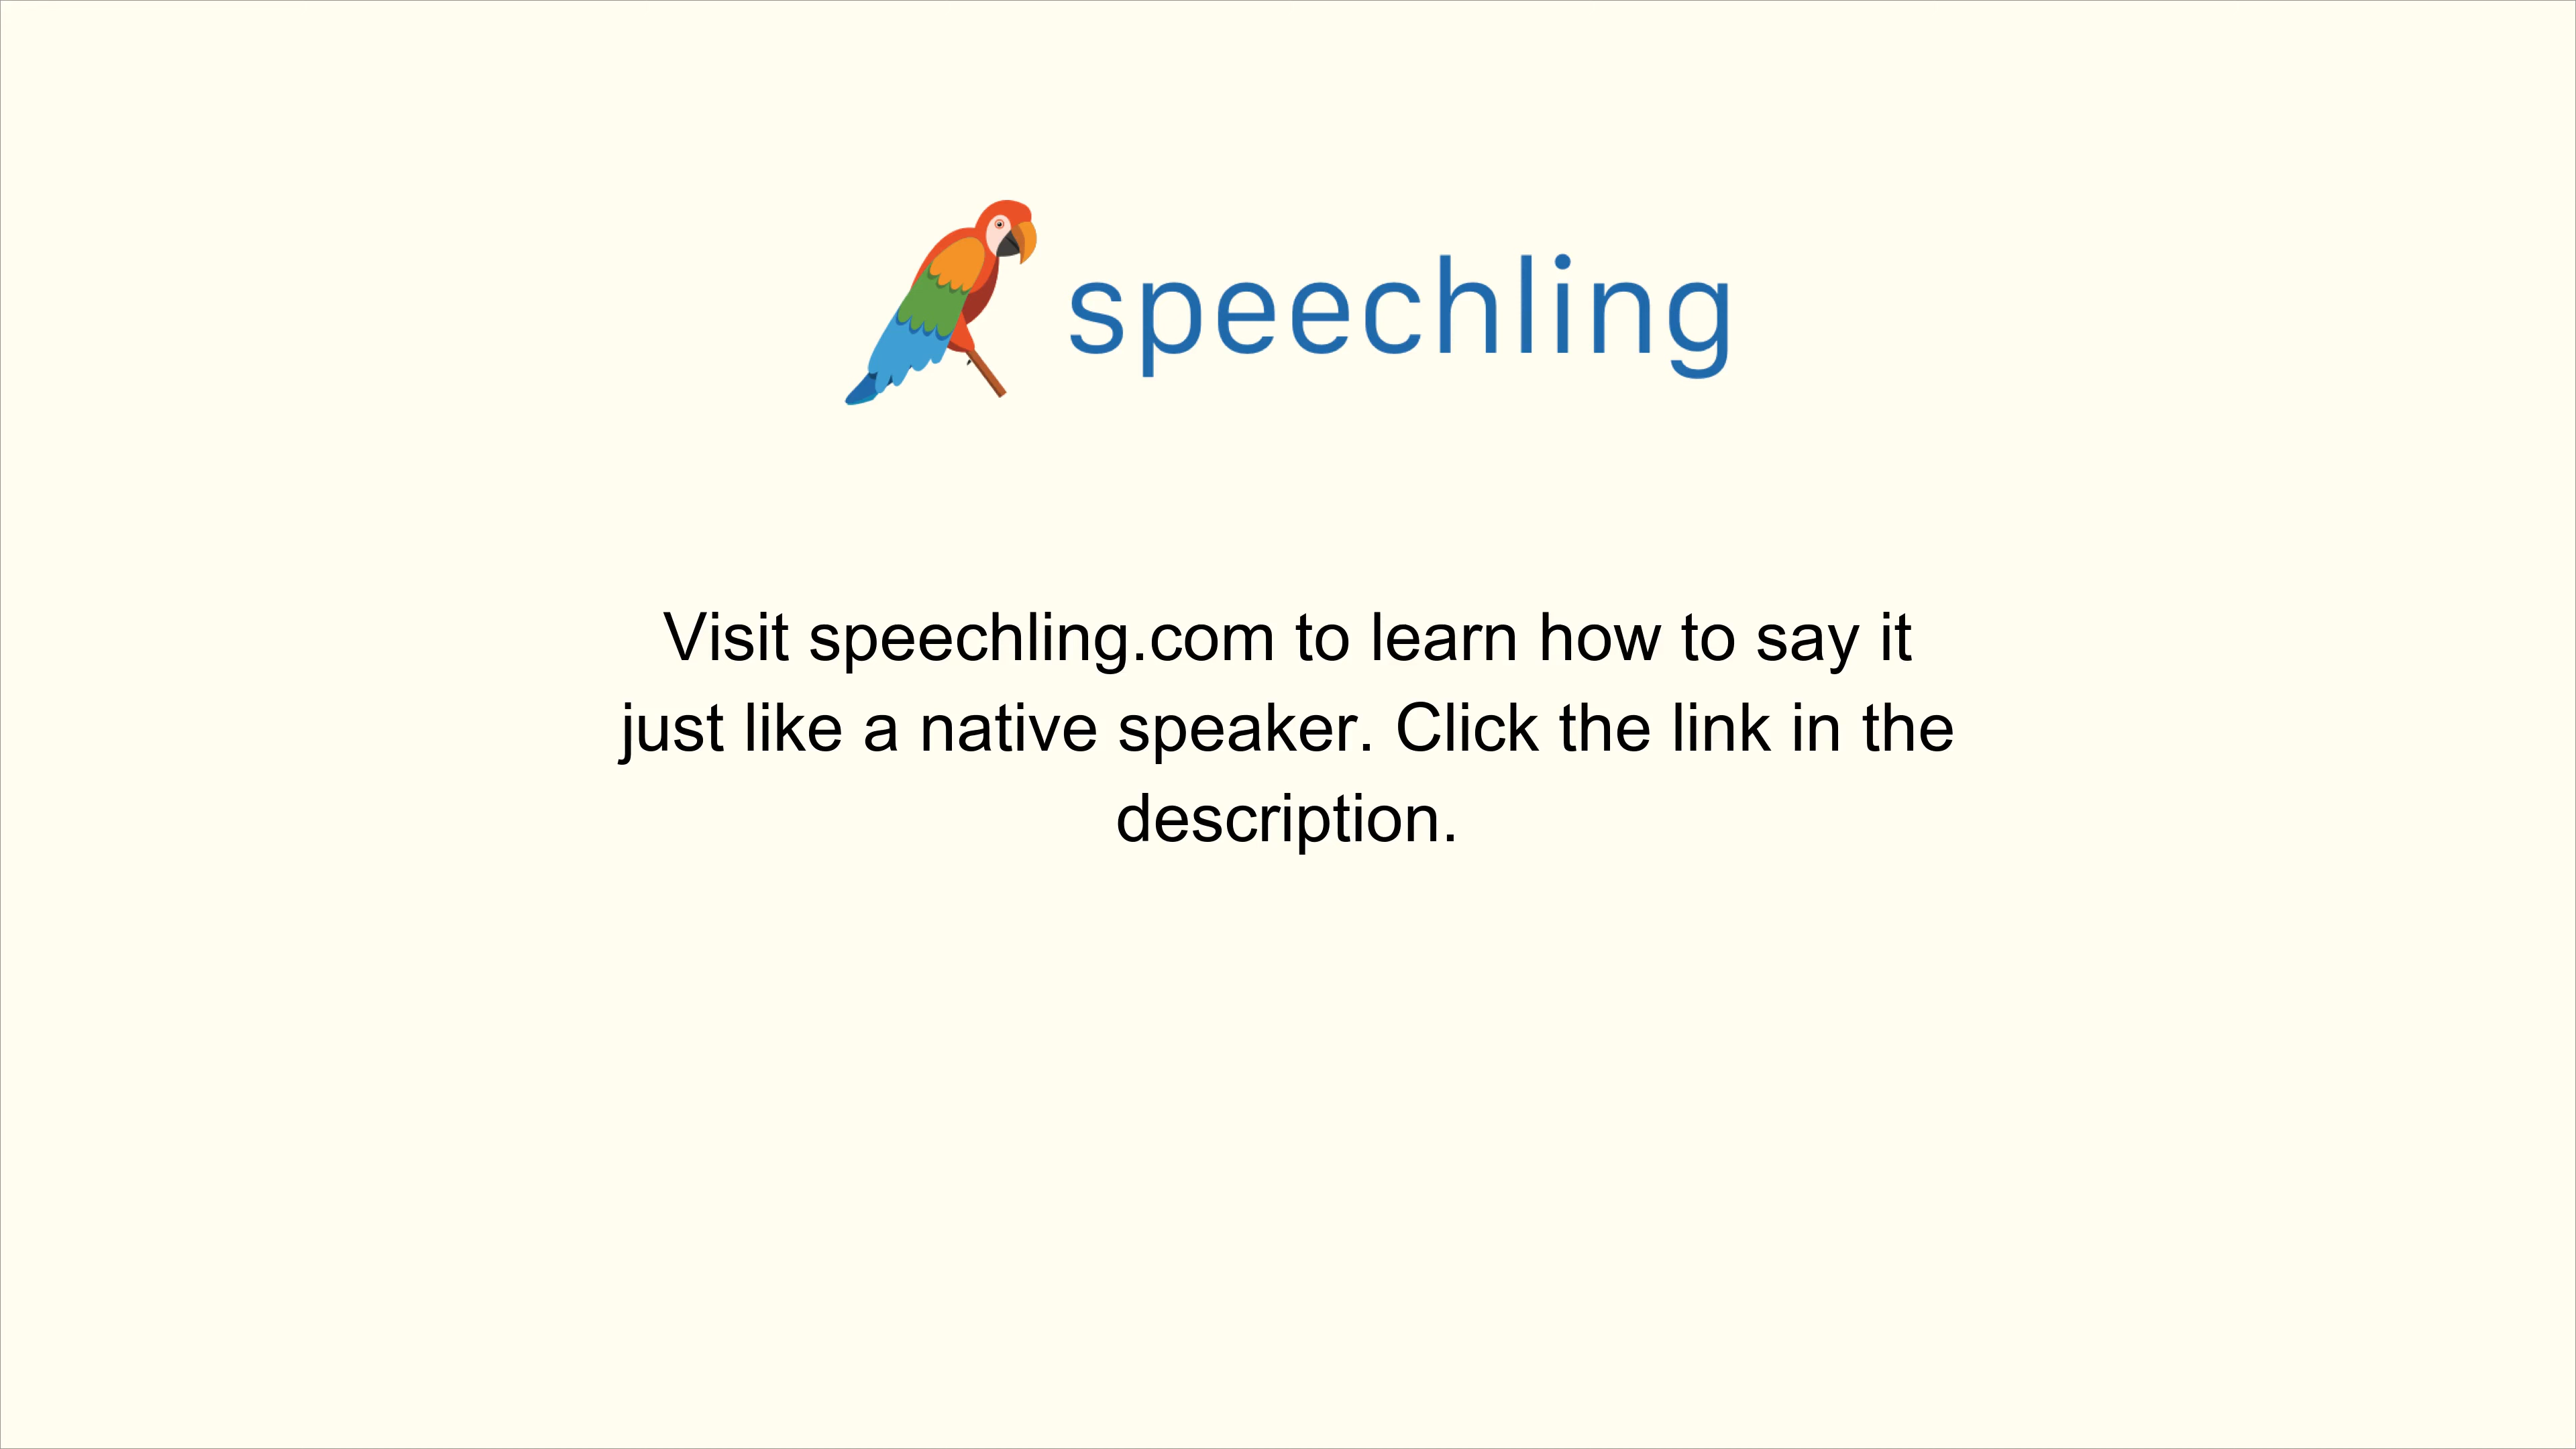 speechling
Visit speechling.com to learn how to say it
just like a native speaker. Click the link in the
description.